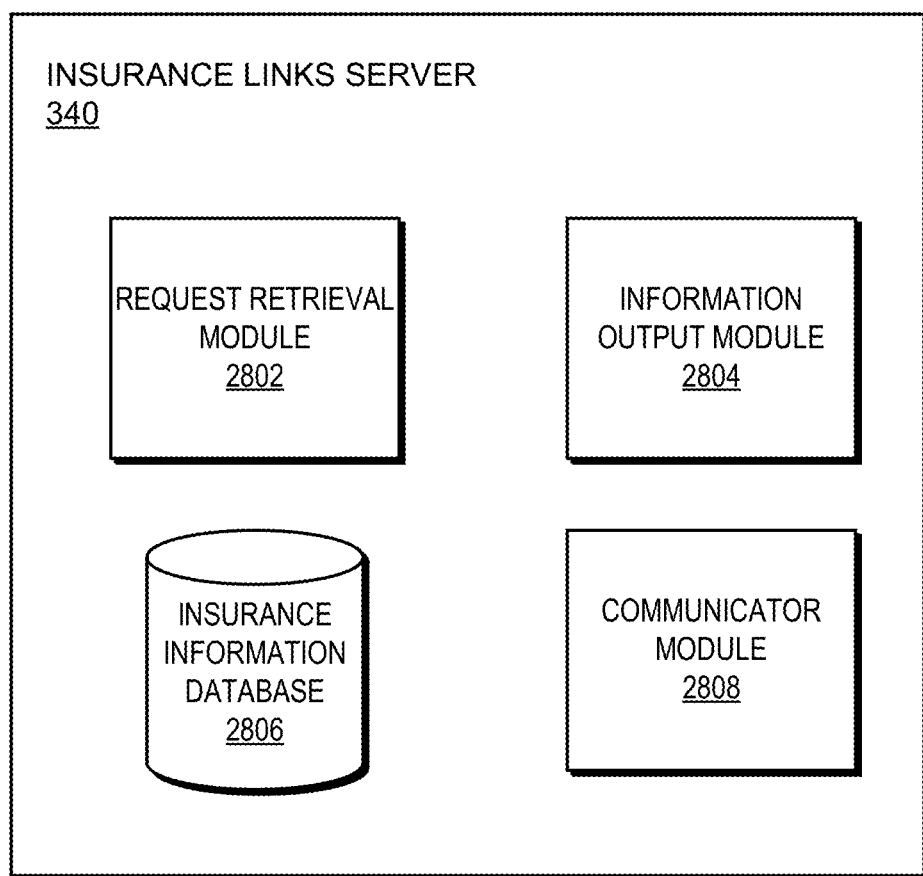 INSURANCE LINKS SERVER
340
REQUEST RETRIEVAL
MODULE
2802
INFORMATION
OUTPUT MODULE
2804
INSURANCE
INFORMATION
DATABASE
2806
COMMUNICATOR
MODULE
2808